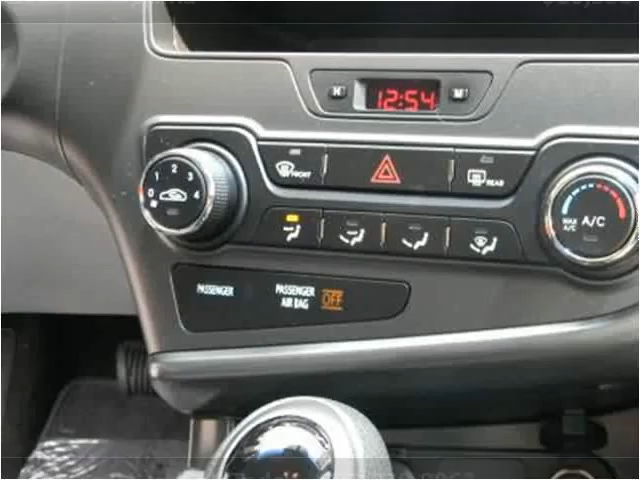 H 12:54 M
1 2 3 4 0
FRONT
REAR
MAX A/C
A/C
PASSENGER
PASSENGER AIR BAG OFF